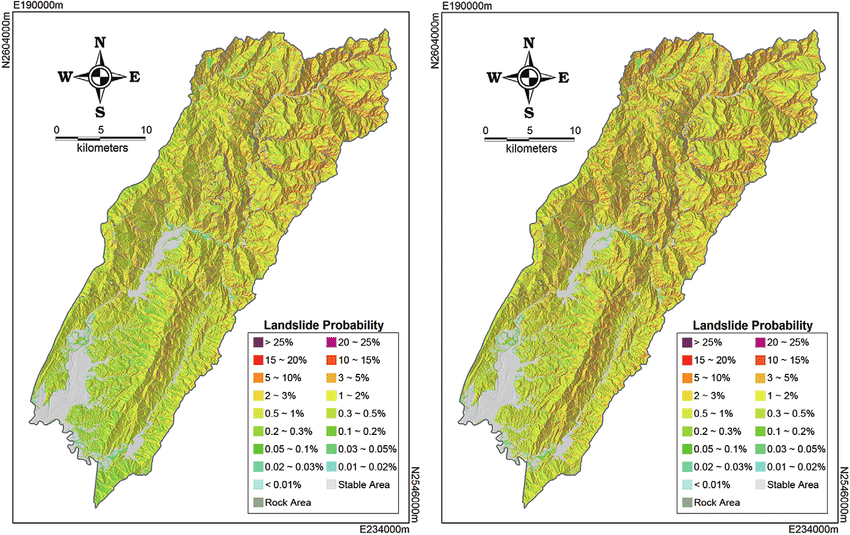 E190000m
N2604000m
N
W E
S
0 5 10
kilometers
Landslide Probability
> 25% 20 ~ 25%
15 ~ 20% 10 ~ 15%
5 ~ 10% 3 ~ 5%
2 ~ 3% 1 ~ 2%
0.5 ~ 1% 0.3 ~ 0.5%
0.2 ~ 0.3% 0.1 ~ 0.2%
0.05 ~ 0.1% 0.03 ~ 0.05%
0.02 ~ 0.03% 0.01 ~ 0.02%
< 0.01% Stable Area
Rock Area
N2546000m
E234000m
E190000m
N2604000m
N
W E
S
0 5 10
kilometers
Landslide Probability
> 25% 20 ~ 25%
15 ~ 20% 10 ~ 15%
5 ~ 10% 3 ~ 5%
2 ~ 3% 1 ~ 2%
0.5 ~ 1% 0.3 ~ 0.5%
0.2 ~ 0.3% 0.1 ~ 0.2%
0.05 ~ 0.1% 0.03 ~ 0.05%
0.02 ~ 0.03% 0.01 ~ 0.02%
< 0.01% Stable Area
Rock Area
N2546000m
E234000m